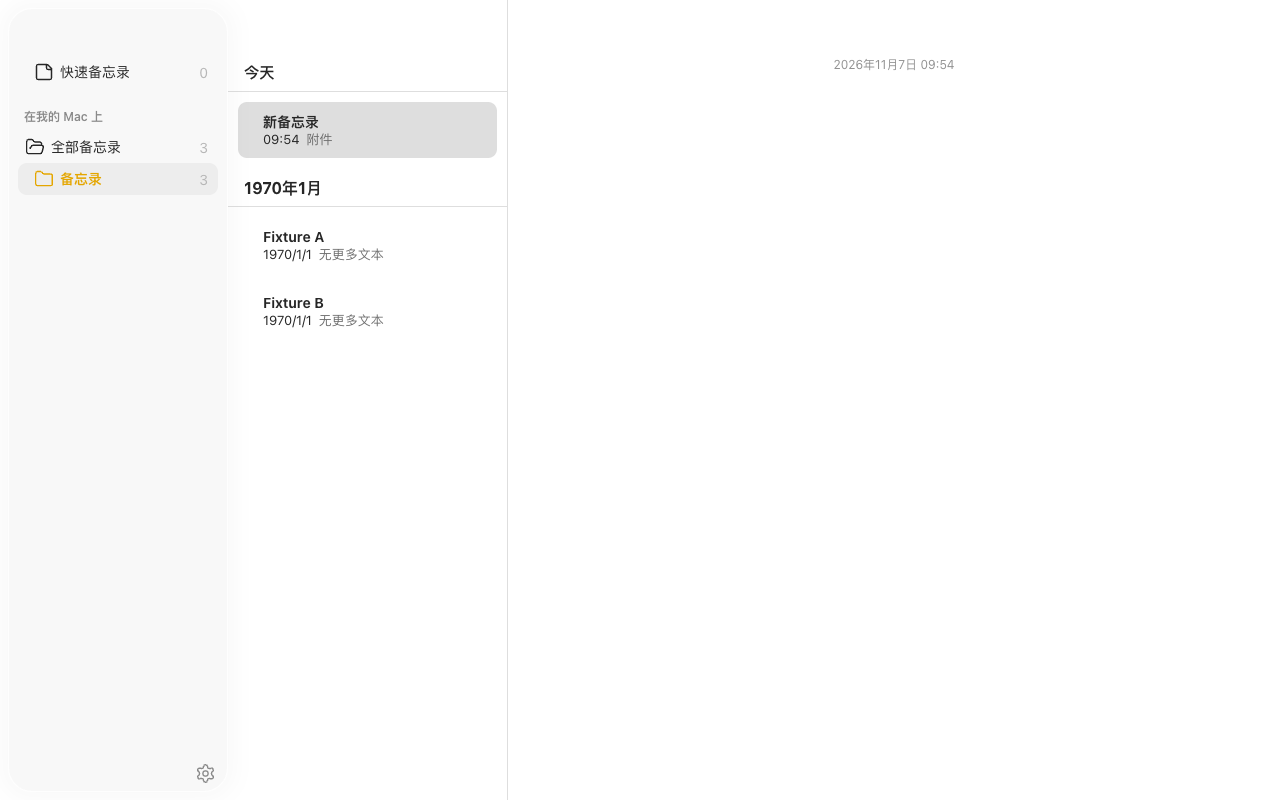 快速备忘录 0
在我的 Mac 上
全部备忘录 3
备忘录 3
今天
新备忘录
09:54 附件
1970年1月
Fixture A
1970/1/1 无更多文本
Fixture B
1970/1/1 无更多文本
2026年11月7日 09:54